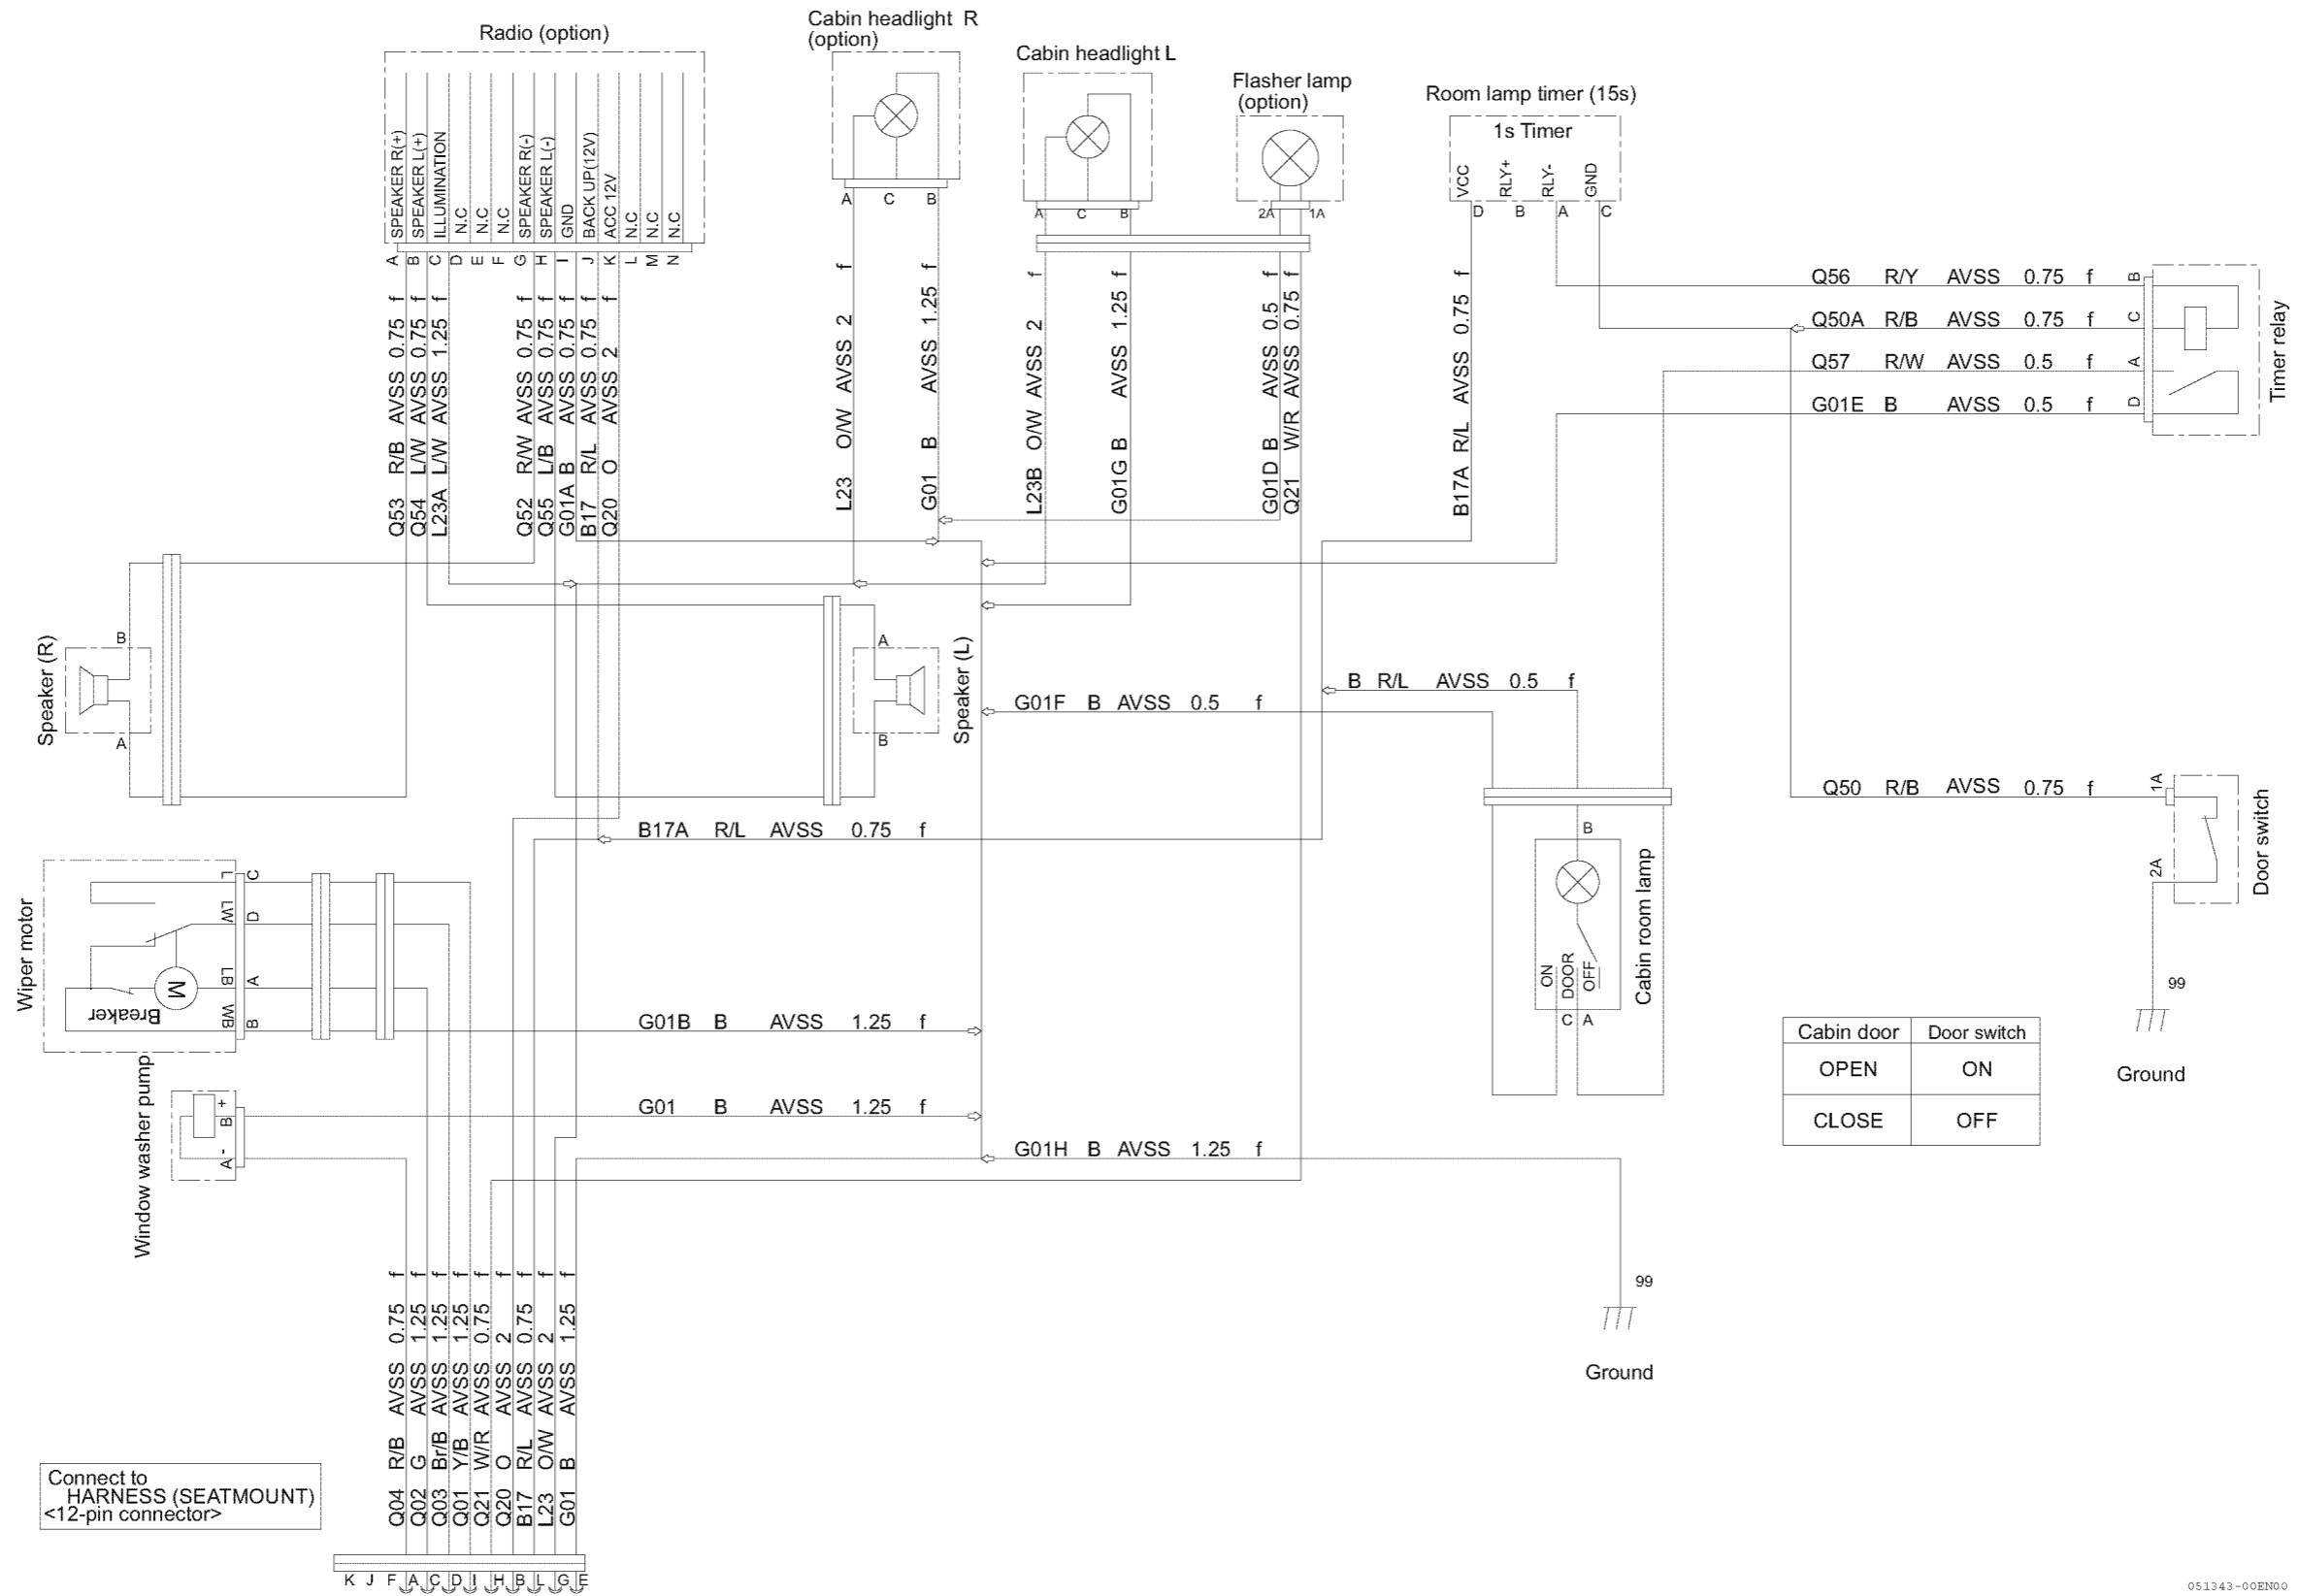 Radio (option)
Cabin headlight R
(option)
Cabin headlight L
Flasher lamp
(option)
Room lamp timer (15s)
1s Timer
SPEAKER R(+)
SPEAKER L(+)
ILLUMINATION
N.C
N.C
N.C
SPEAKER R(-)
SPEAKER L(-)
GND
BACK UP(12V)
ACC 12V
N.C
N.C
N.C
A B C D E F G H I J K L M N
A C B
A C B
2A 1A
VCC RLY+ RLY- GND
D B A C
Q53 R/B AVSS 0.75 f
Q54 L/W AVSS 0.75 f
L23A L/W AVSS 1.25 f
Q52 R/W AVSS 0.75 f
Q55 L/B AVSS 0.75 f
G01A B AVSS 0.75 f
B17 R/L AVSS 0.75 f
Q20 O AVSS 2 f
L23 O/W AVSS 2 f
G01 B AVSS 1.25 f
L23B O/W AVSS 2 f
G01G B AVSS 1.25 f
G01D B AVSS 0.5 f
Q21 W/R AVSS 0.75 f
B17A R/L AVSS 0.75 f
Q56 R/Y AVSS 0.75 f B
Q50A R/B AVSS 0.75 f C
Q57 R/W AVSS 0.5 f A
G01E B AVSS 0.5 f D
Timer relay
Speaker (R)
B
A
A
B
Speaker (L)
B R/L AVSS 0.5 f
G01F B AVSS 0.5 f
Q50 R/B AVSS 0.75 f 1A
2A
Door switch
99
Ground
B17A R/L AVSS 0.75 f
B
ON
DOOR
OFF
C A
Cabin room lamp
Wiper motor
L C
LW D
LB A
WB B
M
Breaker
G01B B AVSS 1.25 f
Window washer pump
+
B
-
A
G01 B AVSS 1.25 f
G01H B AVSS 1.25 f
99
Ground
Cabin door Door switch
OPEN ON
CLOSE OFF
Q04 R/B AVSS 0.75 f
Q02 G AVSS 1.25 f
Q03 Br/B AVSS 1.25 f
Q01 Y/B AVSS 1.25 f
Q21 W/R AVSS 0.75 f
Q20 O AVSS 2 f
B17 R/L AVSS 0.75 f
L23 O/W AVSS 2 f
G01 B AVSS 1.25 f
Connect to
HARNESS (SEATMOUNT)
<12-pin connector>
K J F A C D I H B L G E
051343-00EN00